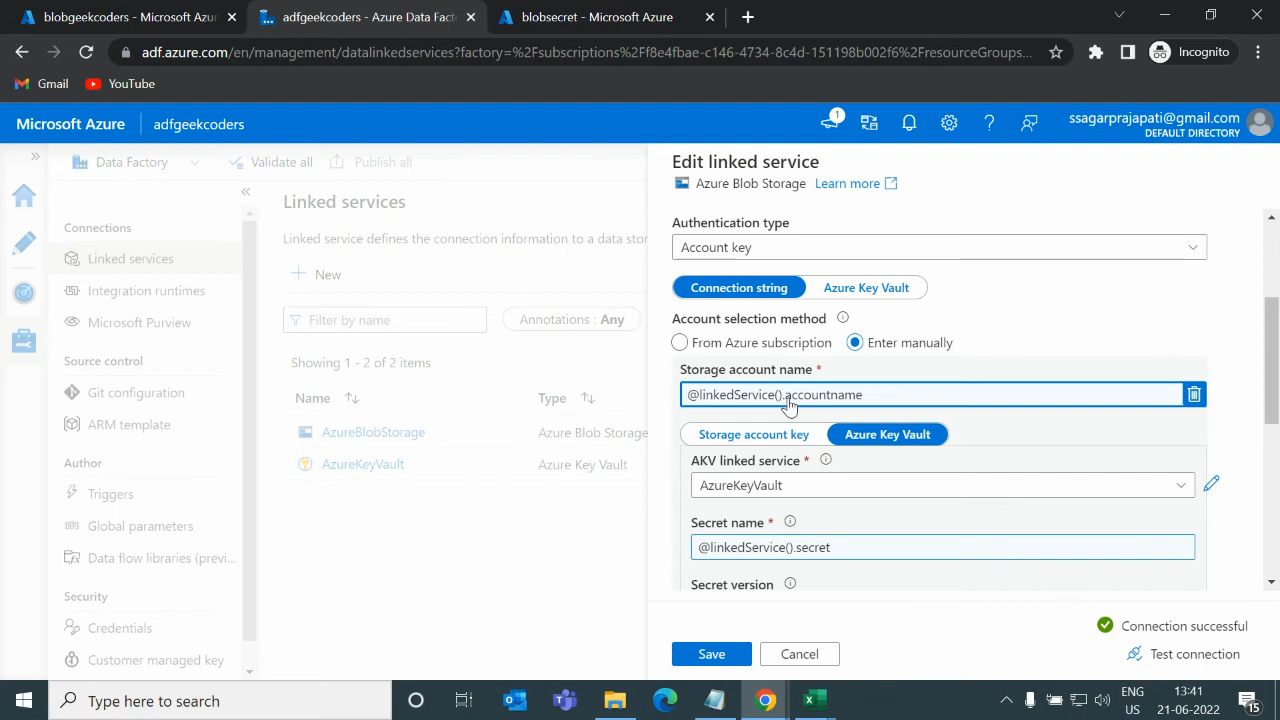 blobgeekcoders - Microsoft Azur
adfgeekcoders - Azure Data Fact
blobsecret - Microsoft Azure
adf.azure.com/en/management/datalinkedservices?factory=%2Fsubscriptions%2Ff8e4fbae-c146-4734-8c4d-151198b002f6%2FresourceGroups...
Incognito
Gmail
YouTube
Microsoft Azure
adfgeekcoders
1
ssagarprajapati@gmail.com
DEFAULT DIRECTORY
Data Factory
Validate all
Publish all
Connections
Linked services
Integration runtimes
Microsoft Purview
Source control
Git configuration
ARM template
Author
Triggers
Global parameters
Data flow libraries (previ...
Security
Credentials
Customer managed key
Linked services
Linked service defines the connection information to a data stor
New
Filter by name
Annotations : Any
Showing 1 - 2 of 2 items
Name
Type
AzureBlobStorage
Azure Blob Storage
AzureKeyVault
Azure Key Vault
Edit linked service
Azure Blob Storage
Learn more
Authentication type
Account key
Connection string
Azure Key Vault
Account selection method
From Azure subscription
Enter manually
Storage account name *
@linkedService().accountname
Storage account key
Azure Key Vault
AKV linked service *
AzureKeyVault
Secret name *
@linkedService().secret
Secret version
Connection successful
Save
Cancel
Test connection
Type here to search
ENG
US
13:41
21-06-2022
15